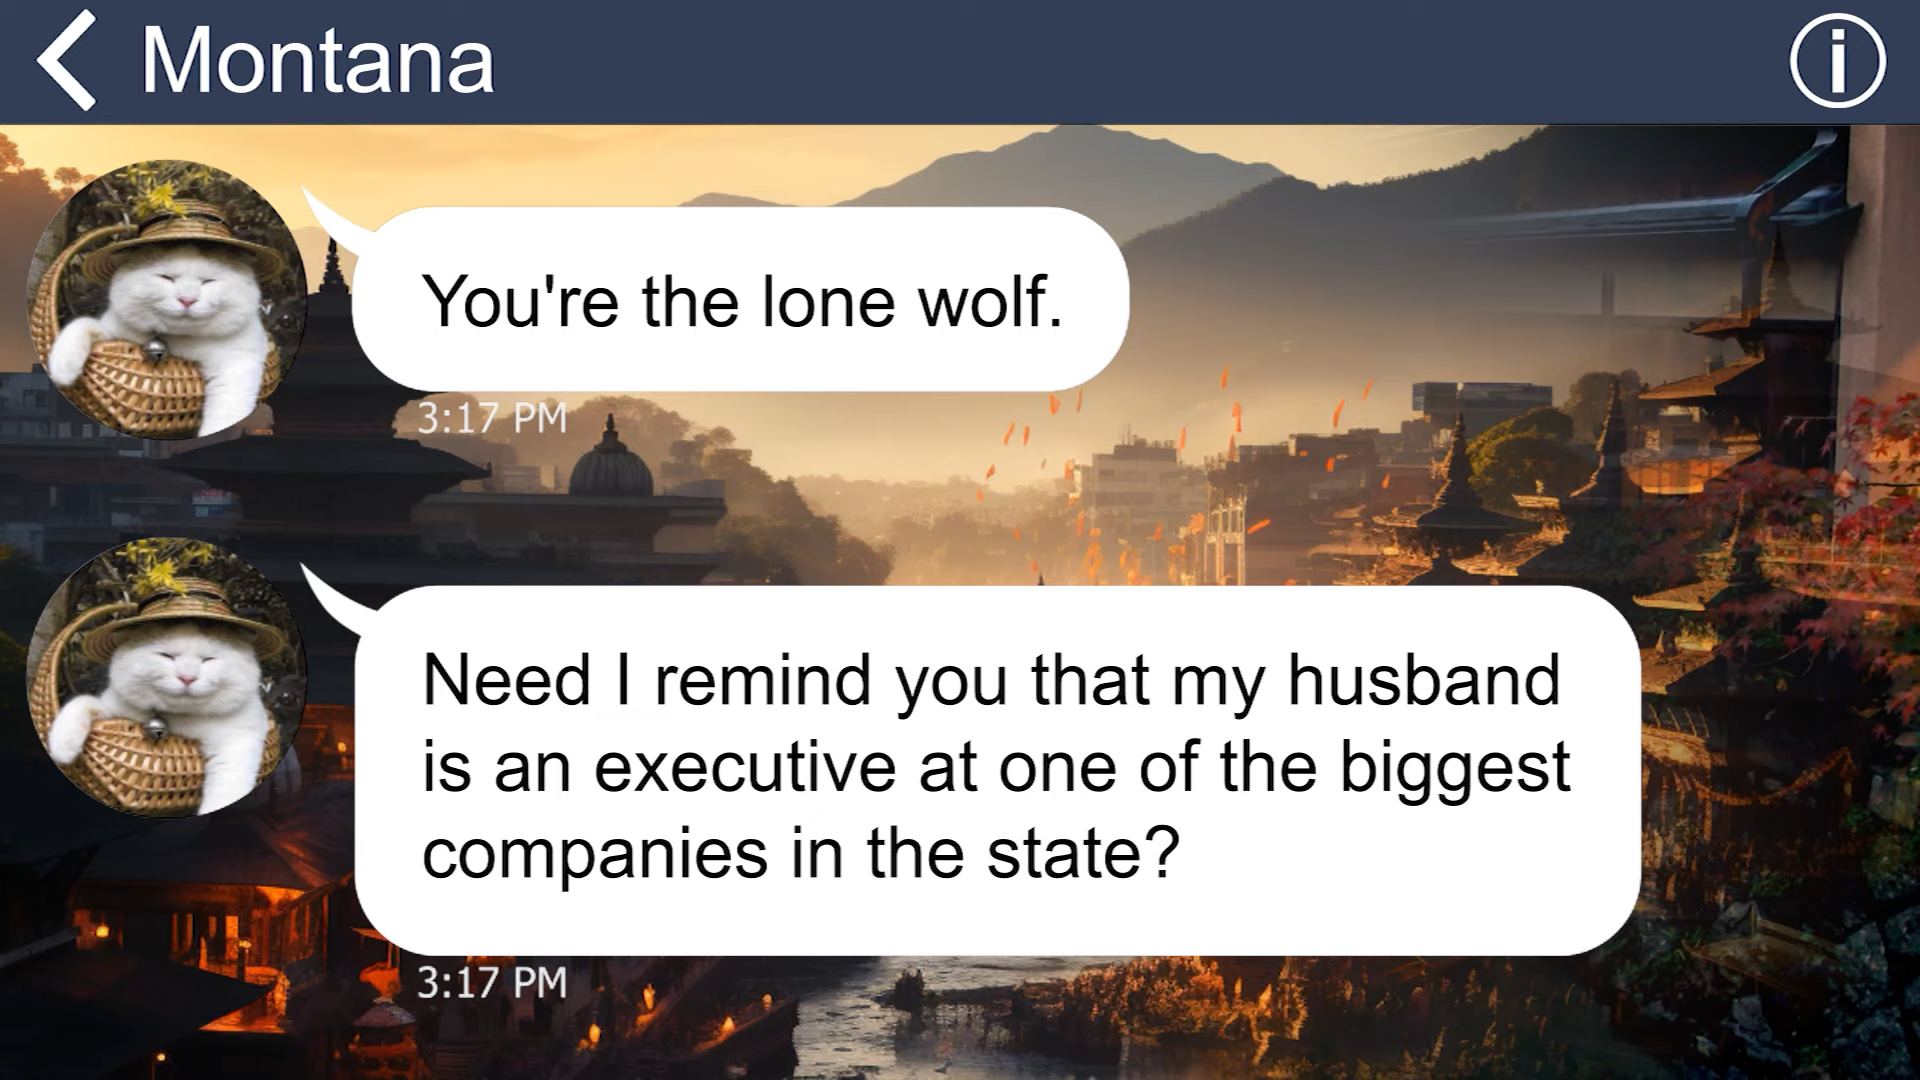 Montana
You're the lone wolf.
3:17 PM
Need I remind you that my husband
is an executive at one of the biggest
companies in the state?
3:17 PM